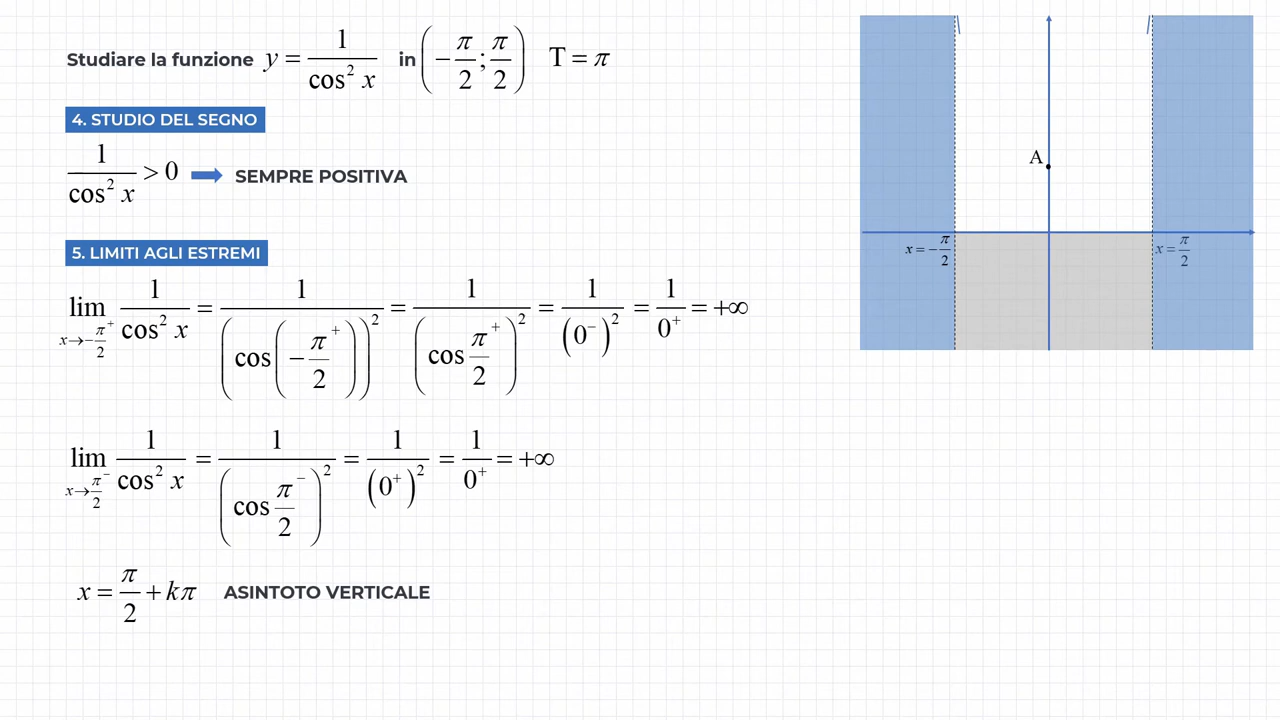 Studiare la funzione y = 1/cos² x in (−π/2; π/2) T = π
4. STUDIO DEL SEGNO
1/cos² x > 0 → SEMPRE POSITIVA
5. LIMITI AGLI ESTREMI
lim x→−π/2⁺ 1/cos² x = 1/(cos(−π/2⁺))² = 1/(cos π/2⁺)² = 1/(0⁻)² = 1/0⁺ = +∞
lim x→π/2⁻ 1/cos² x = 1/(cos π/2⁻)² = 1/(0⁺)² = 1/0⁺ = +∞
x = π/2 + kπ ASINTOTO VERTICALE
A
x = −π/2
x = π/2